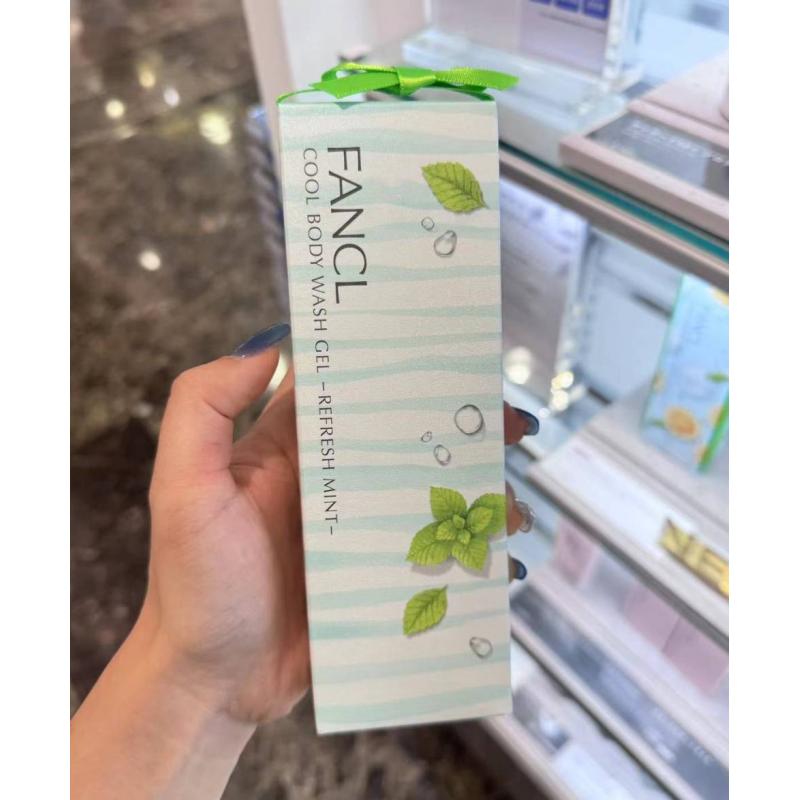 FANCL
COOL BODY WASH GEL –REFRESH MINT–